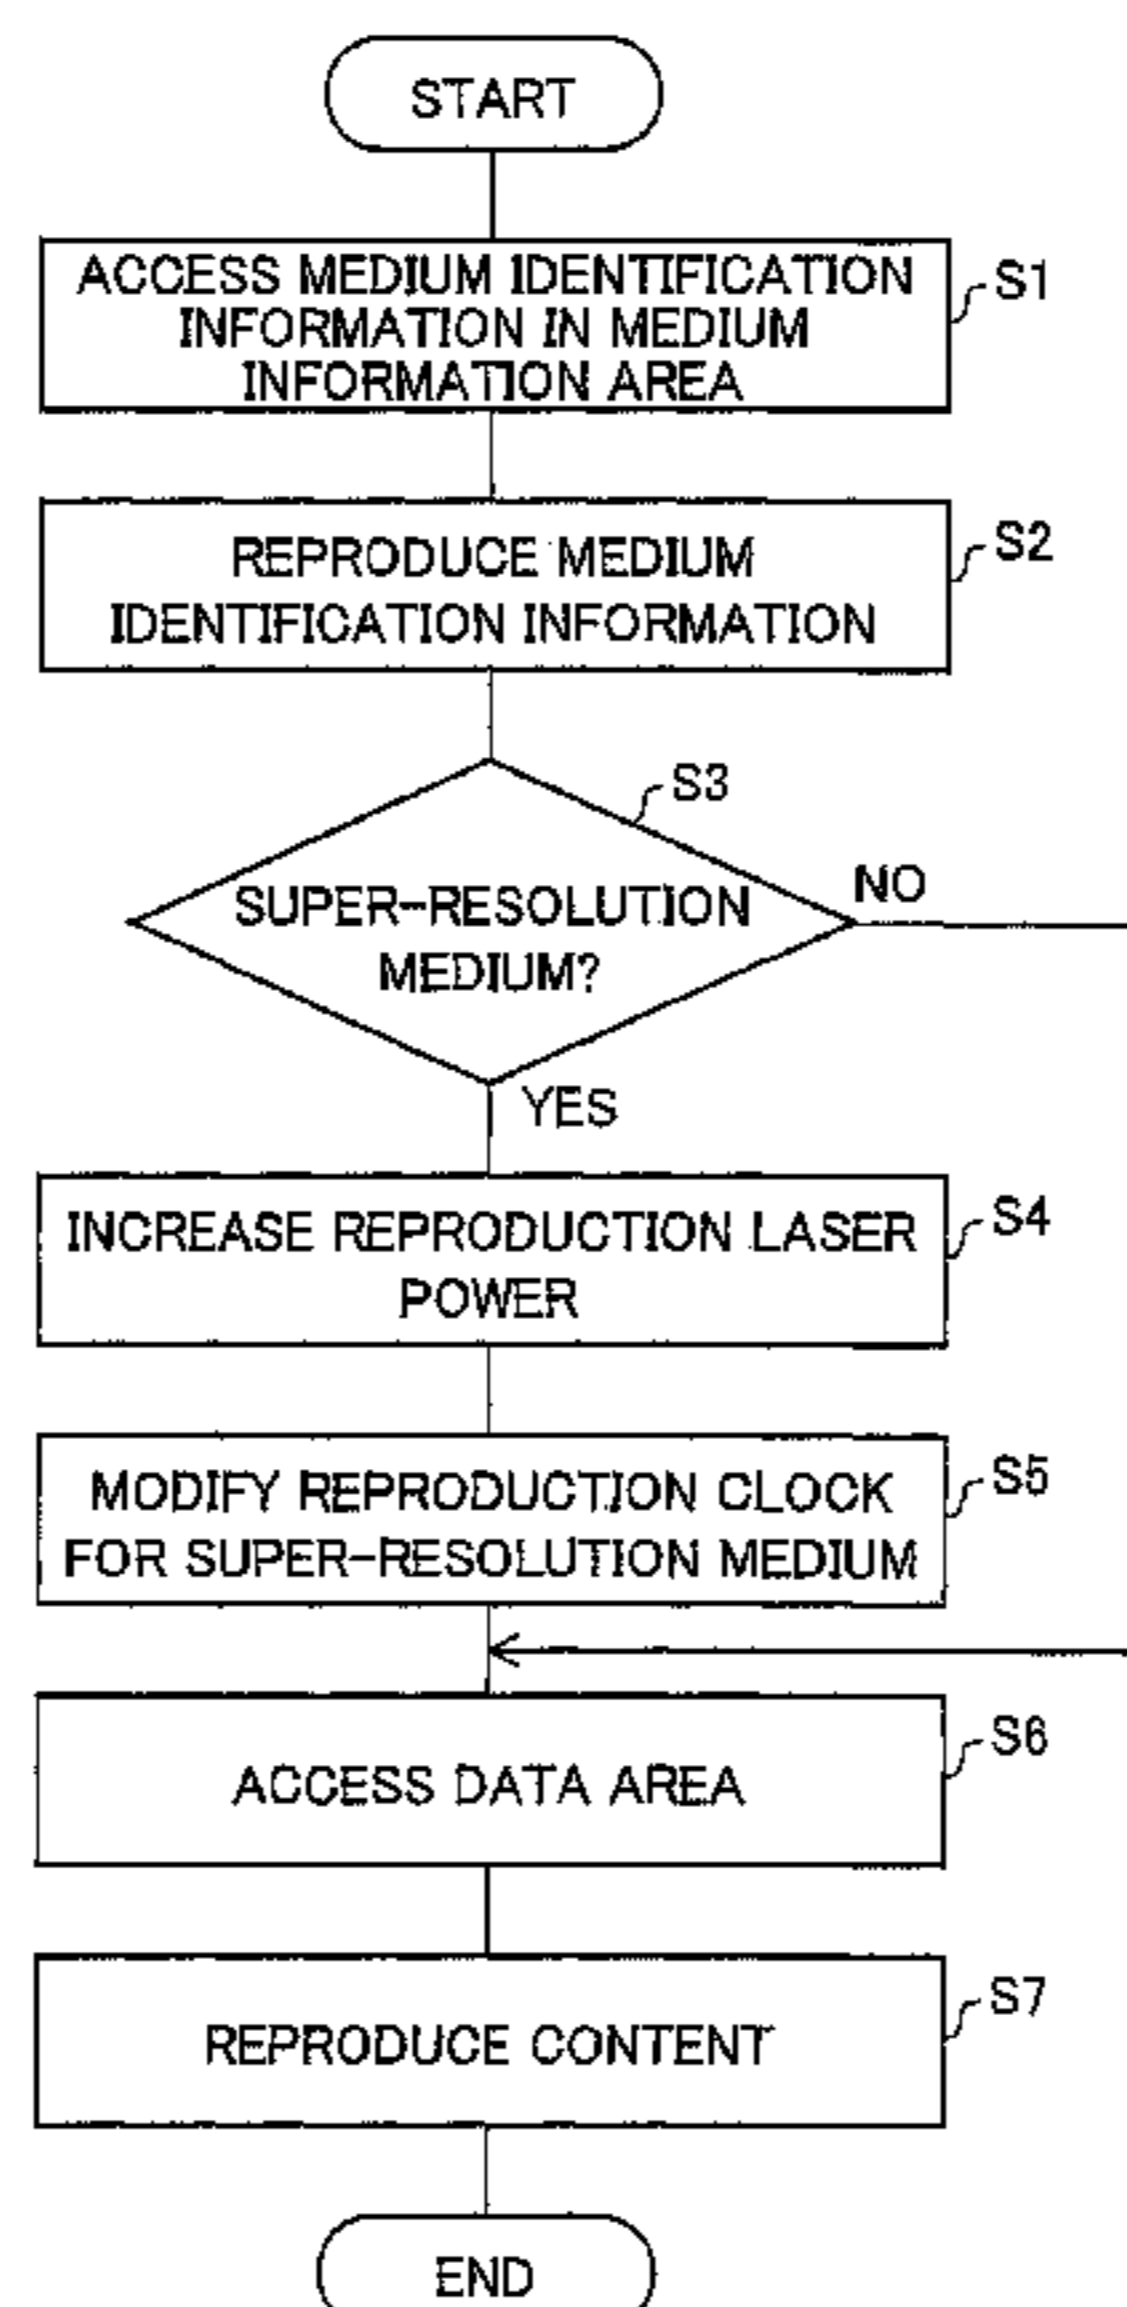 START
ACCESS MEDIUM IDENTIFICATION
INFORMATION IN MEDIUM
INFORMATION AREA
S1
REPRODUCE MEDIUM
IDENTIFICATION INFORMATION
S2
S3
SUPER-RESOLUTION
MEDIUM?
NO
YES
INCREASE REPRODUCTION LASER
POWER
S4
MODIFY REPRODUCTION CLOCK
FOR SUPER-RESOLUTION MEDIUM
S5
ACCESS DATA AREA
S6
REPRODUCE CONTENT
S7
END